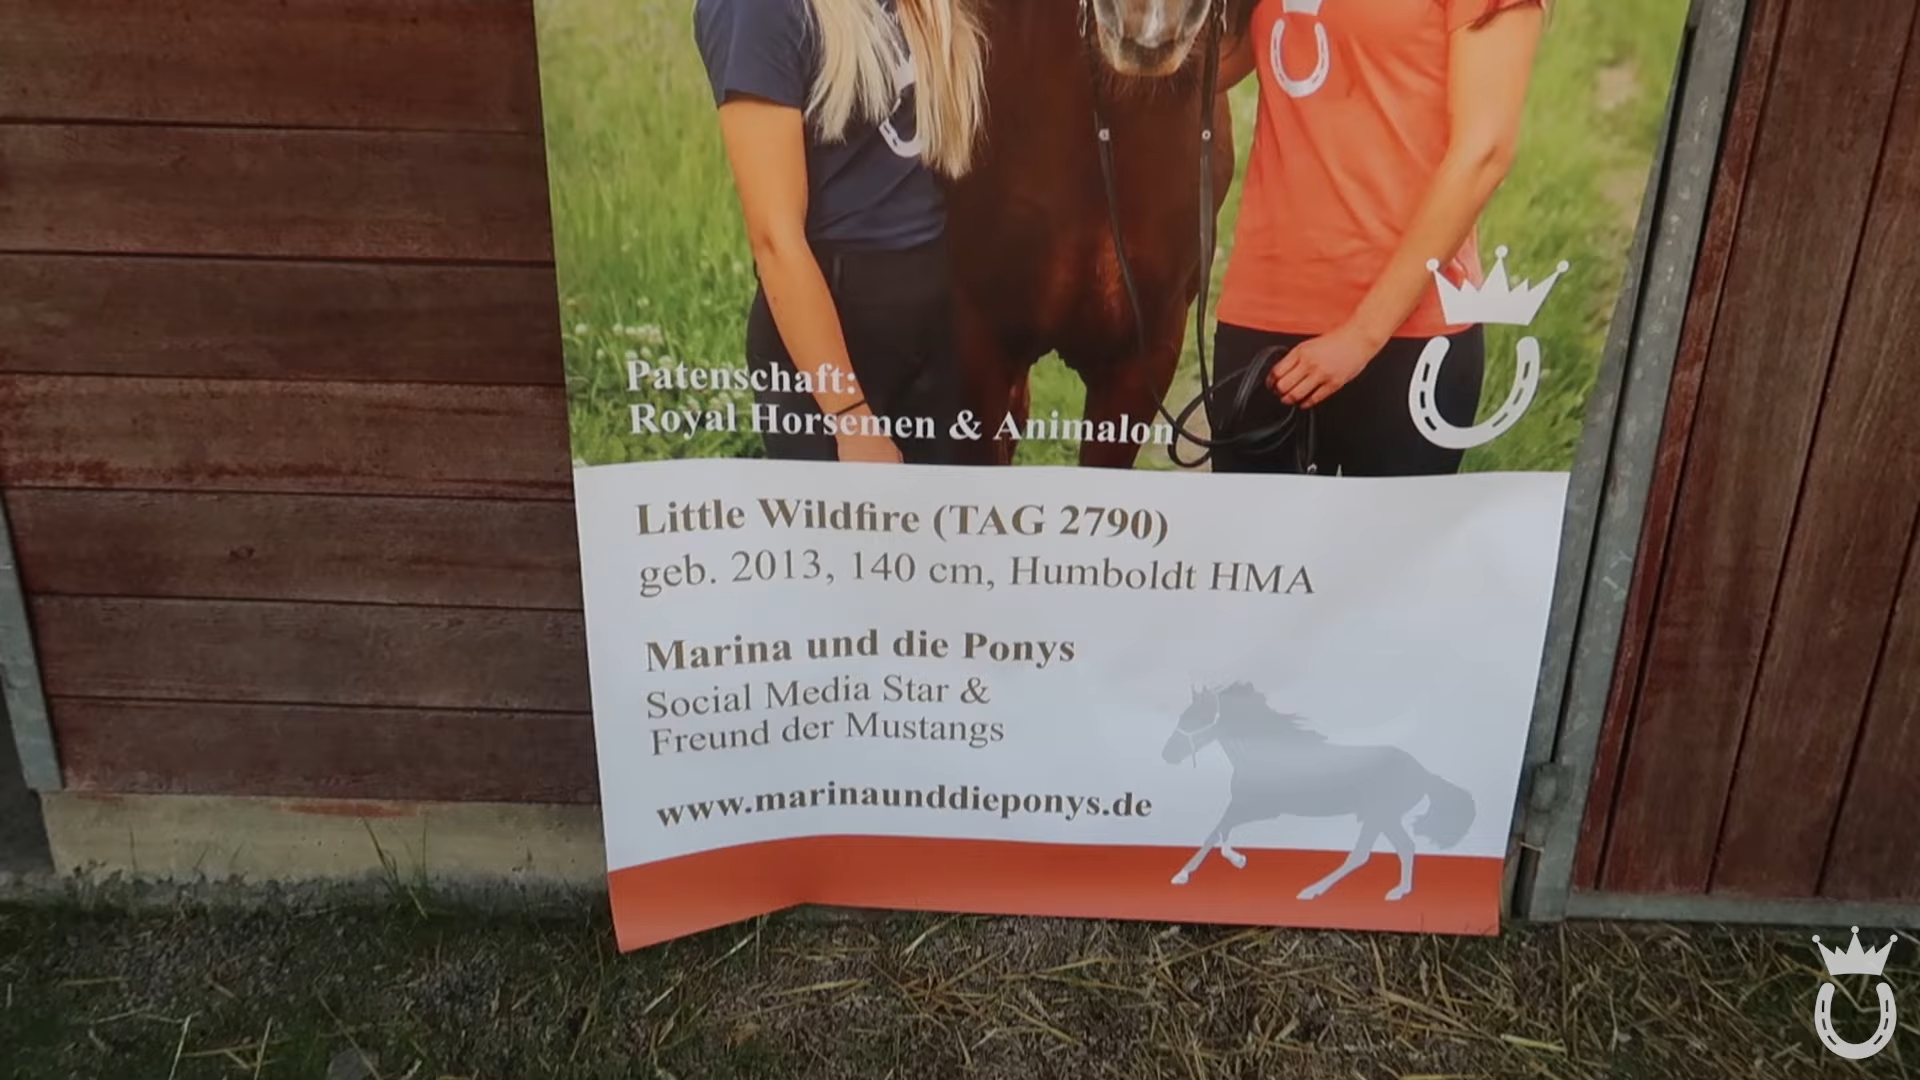 Patenschaft:
Royal Horsemen & Animalon
Little Wildfire (TAG 2790)
geb. 2013, 140 cm, Humboldt HMA
Marina und die Ponys
Social Media Star &
Freund der Mustangs
www.marinaunddieponys.de